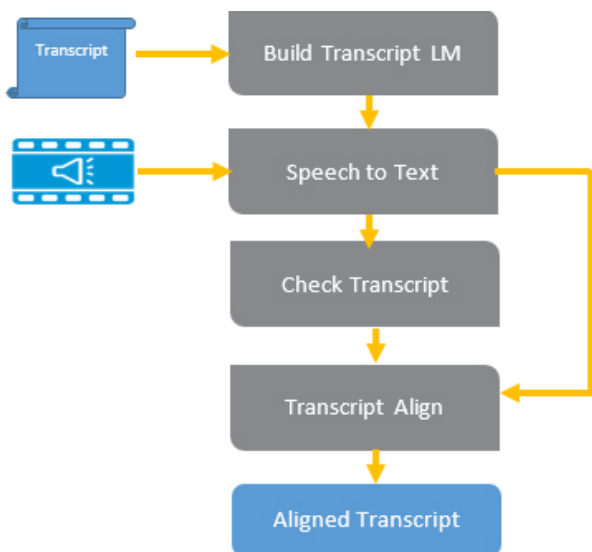 Transcript
Build Transcript LM
Speech to Text
Check Transcript
Transcript Align
Aligned Transcript